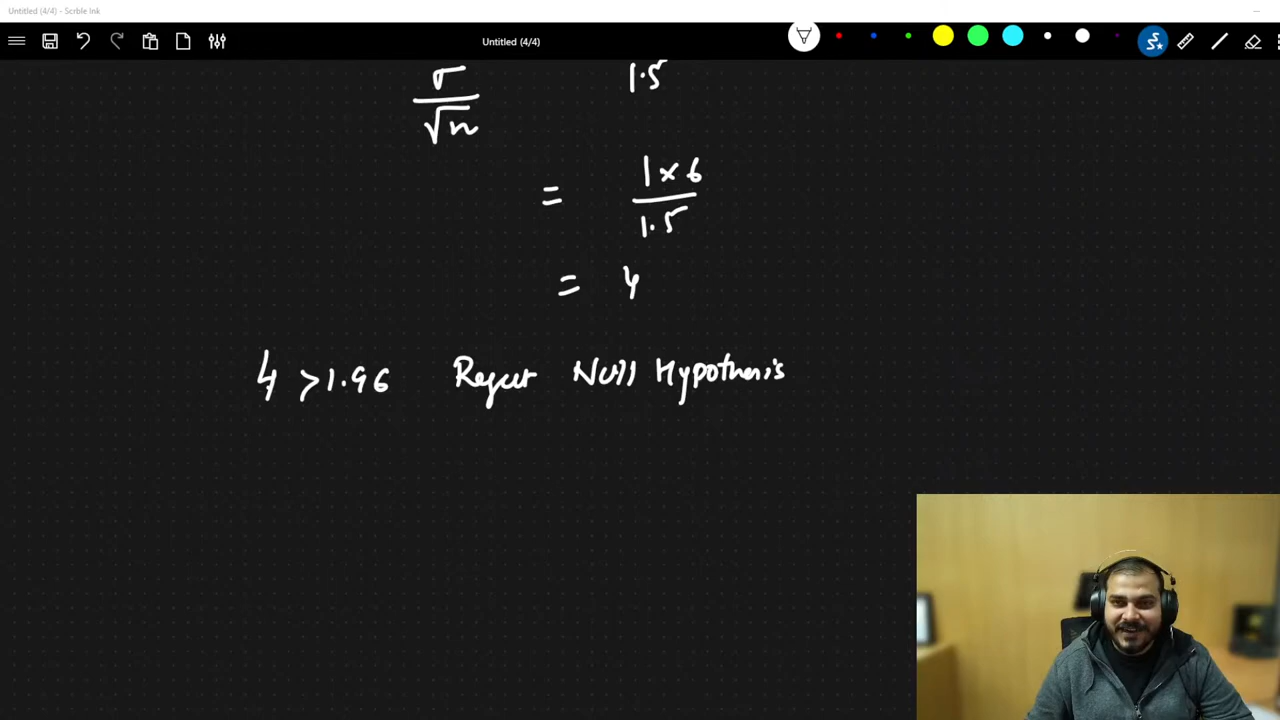 Untitled (4/4) - Scrble Ink
Untitled (4/4)
σ 1.5
√n
= 1 × 6
1.5
= 4
4 > 1.96 Reject Null Hypothesis